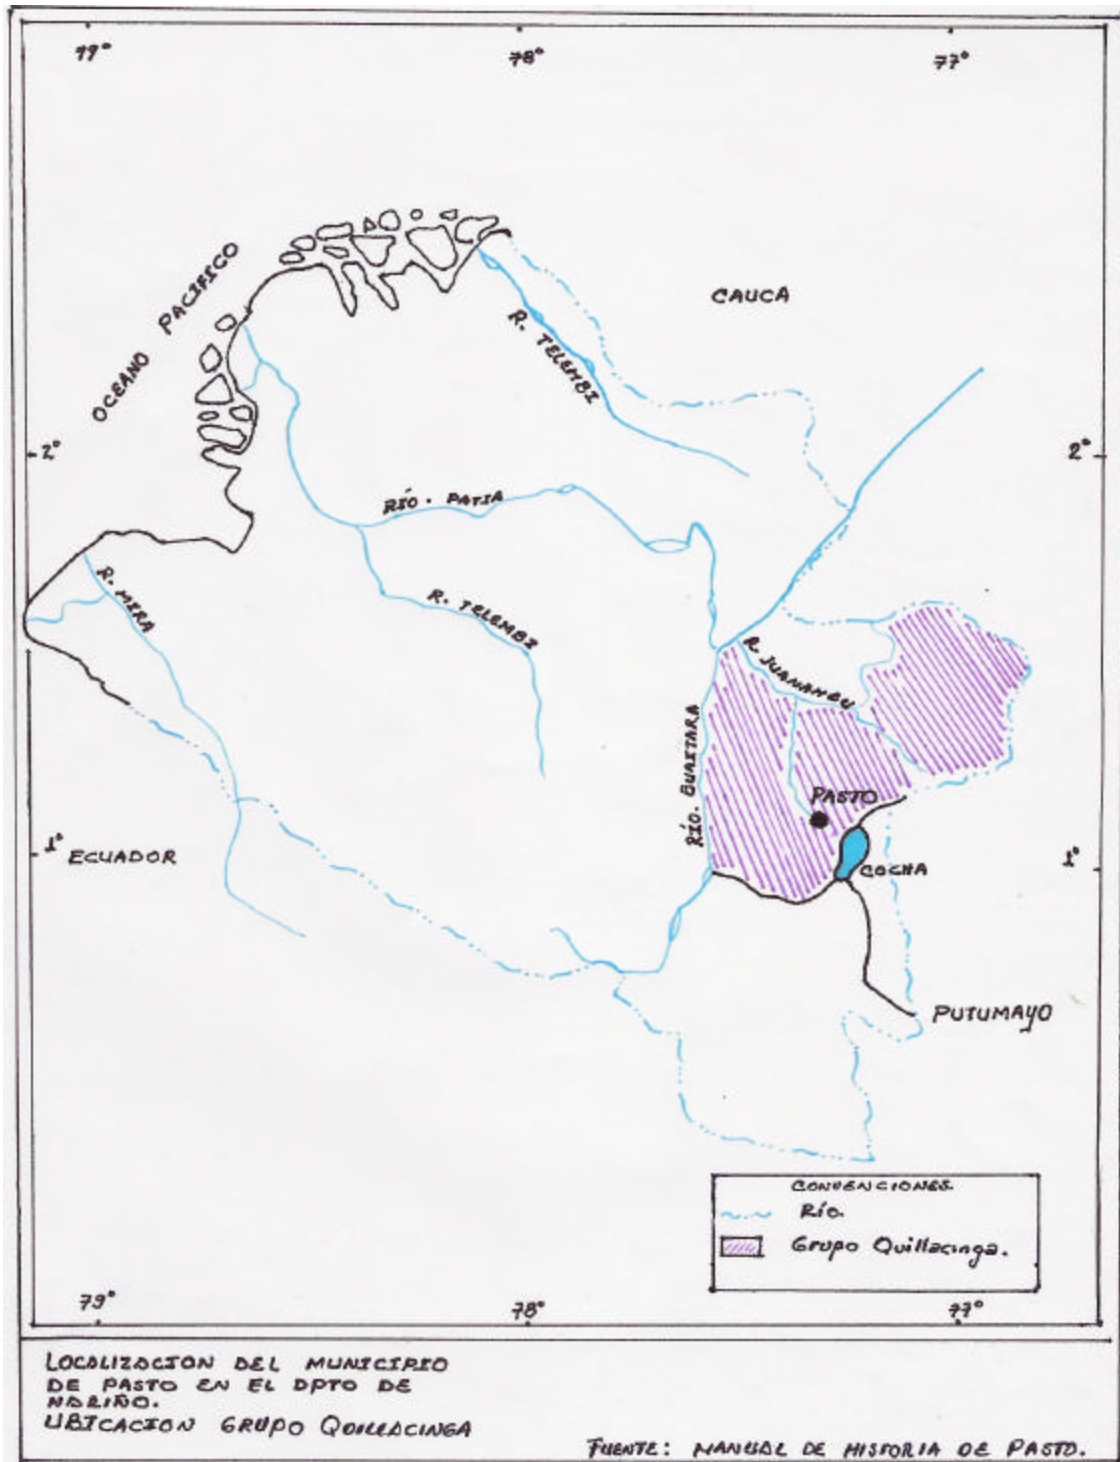 79°
78°
77°
OCEANO PACIFICO
CAUCA
R. TELEMBI
2°
2°
RÍO. PATIA
R. MIRA
R. TELEMBI
R. JUANAMBU
RÍO. GUAITARA
PASTO
1°
ECUADOR
1°
COCHA
PUTUMAYO
CONVENCIONES.
Río.
Grupo Quillacinga.
79°
78°
77°
LOCALIZACION DEL MUNICIPIO
DE PASTO EN EL DPTO DE
NARIÑO.
UBICACION GRUPO QUILLACINGA
FUENTE: MANUAL DE HISTORIA DE PASTO.